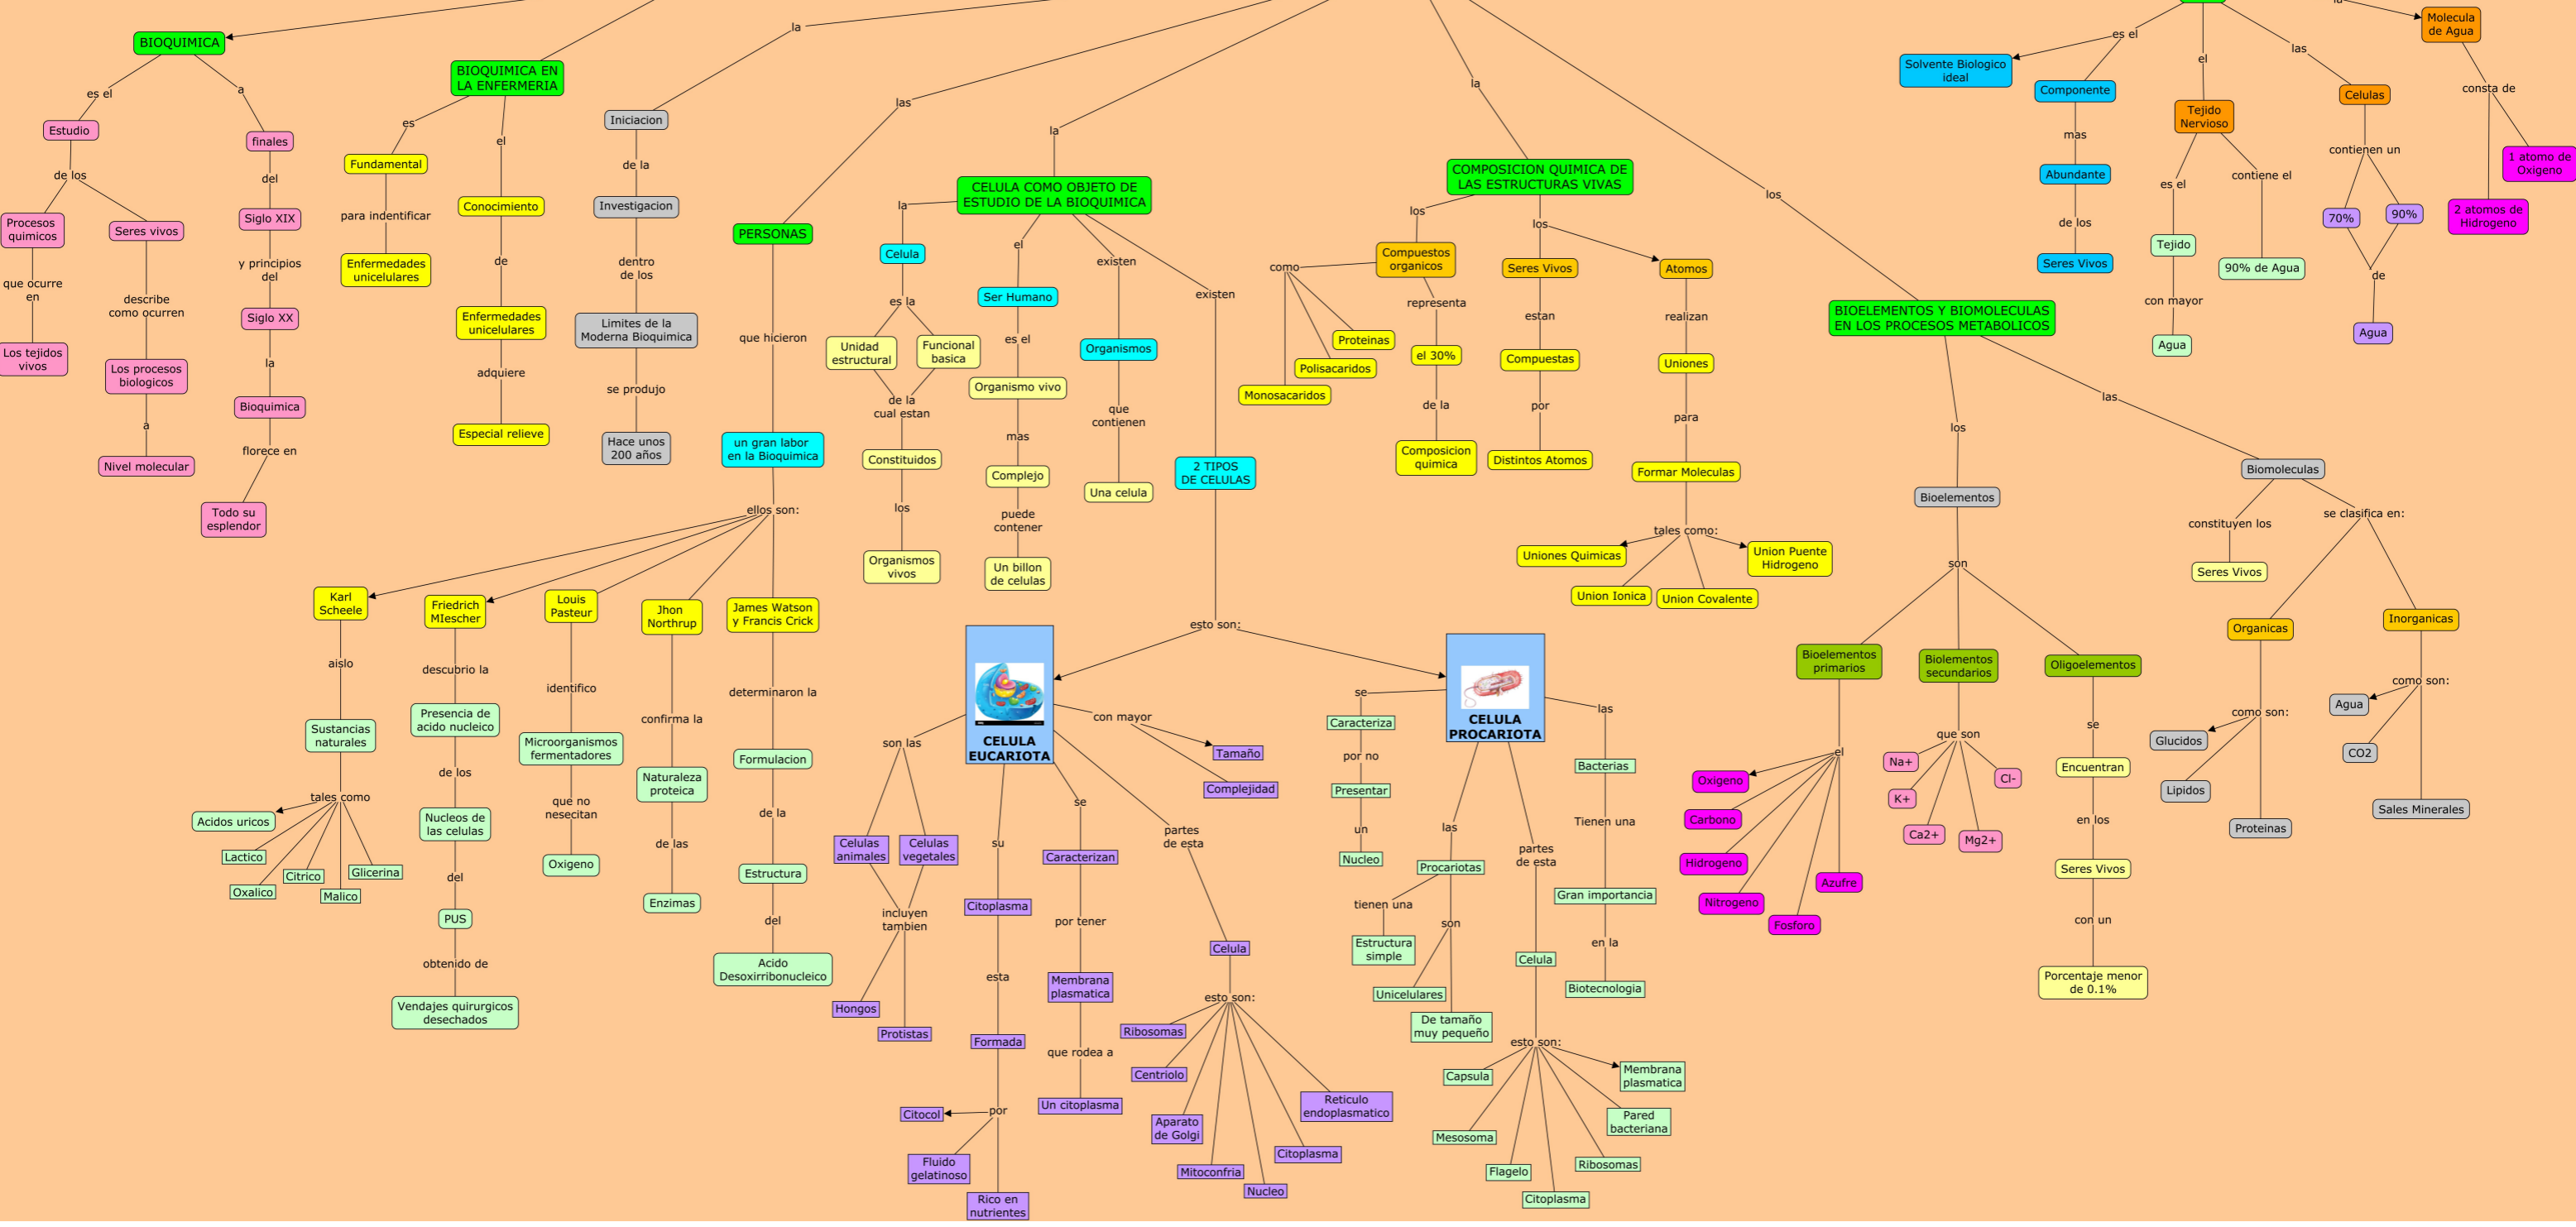 BIOQUIMICA
es el
Estudio
de los
Procesos
quimicos
que ocurre
en
Los tejidos
vivos
Seres vivos
describe
como ocurren
Los procesos
biologicos
a
Nivel molecular
a
finales
del
Siglo XIX
y principios
del
Siglo XX
la
Bioquimica
florece en
Todo su
esplendor
BIOQUIMICA EN
LA ENFERMERIA
es
Fundamental
para indentificar
Enfermedades
unicelulares
el
Conocimiento
de
Enfermedades
unicelulares
adquiere
Especial relieve
la
Iniciacion
de la
Investigacion
dentro
de los
Limites de la
Moderna Bioquimica
se produjo
Hace unos
200 años
las
PERSONAS
que hicieron
un gran labor
en la Bioquimica
ellos son:
Karl
Scheele
aislo
Sustancias
naturales
tales como
Acidos uricos
Lactico
Oxalico
Citrico
Malico
Glicerina
Friedrich
MIescher
descubrio la
Presencia de
acido nucleico
de los
Nucleos de
las celulas
del
PUS
obtenido de
Vendajes quirurgicos
desechados
Louis
Pasteur
identifico
Microorganismos
fermentadores
que no
nesecitan
Oxigeno
Jhon
Northrup
confirma la
Naturaleza
proteica
de las
Enzimas
James Watson
y Francis Crick
determinaron la
Formulacion
de la
Estructura
del
Acido
Desoxirribonucleico
la
CELULA COMO OBJETO DE
ESTUDIO DE LA BIOQUIMICA
la
Celula
es la
Unidad
estructural
Funcional
basica
de la
cual estan
Constituidos
los
Organismos
vivos
el
Ser Humano
es el
Organismo vivo
mas
Complejo
puede
contener
Un billon
de celulas
existen
Organismos
que
contienen
Una celula
existen
2 TIPOS
DE CELULAS
esto son:
CELULA
EUCARIOTA
son las
Celulas
animales
Celulas
vegetales
incluyen
tambien
Hongos
Protistas
su
Citoplasma
esta
Formada
por
Citocol
Fluido
gelatinoso
Rico en
nutrientes
se
Caracterizan
por tener
Membrana
plasmatica
que rodea a
Un citoplasma
con mayor
Tamaño
Complejidad
partes
de esta
Celula
esto son:
Ribosomas
Centriolo
Aparato
de Golgi
Mitoconfria
Nucleo
Citoplasma
Reticulo
endoplasmatico
CELULA
PROCARIOTA
se
Caracteriza
por no
Presentar
un
Nucleo
las
Procariotas
tienen una
Estructura
simple
son
Unicelulares
De tamaño
muy pequeño
partes
de esta
Celula
esto son:
Capsula
Mesosoma
Flagelo
Citoplasma
Ribosomas
Pared
bacteriana
Membrana
plasmatica
las
Bacterias
Tienen una
Gran importancia
en la
Biotecnologia
la
COMPOSICION QUIMICA DE
LAS ESTRUCTURAS VIVAS
los
Compuestos
organicos
como
Monosacaridos
Polisacaridos
Proteinas
representa
el 30%
de la
Composicion
quimica
los
Seres Vivos
estan
Compuestas
por
Distintos Atomos
Atomos
realizan
Uniones
para
Formar Moleculas
tales como:
Uniones Quimicas
Union Ionica
Union Covalente
Union Puente
Hidrogeno
los
BIOELEMENTOS Y BIOMOLECULAS
EN LOS PROCESOS METABOLICOS
los
Bioelementos
son
Bioelementos
primarios
el
Oxigeno
Carbono
Hidrogeno
Nitrogeno
Fosforo
Azufre
Biolementos
secundarios
que son
Na+
K+
Ca2+
Mg2+
Cl-
Oligoelementos
se
Encuentran
en los
Seres Vivos
con un
Porcentaje menor
de 0.1%
las
Biomoleculas
constituyen los
Seres Vivos
se clasifica en:
Organicas
como son:
Glucidos
Lipidos
Proteinas
Inorganicas
como son:
Agua
CO2
Sales Minerales
es el
Solvente Biologico
ideal
Componente
mas
Abundante
de los
Seres Vivos
el
Tejido
Nervioso
es el
Tejido
con mayor
Agua
contiene el
90% de Agua
las
Celulas
contienen un
70%
90%
de
Agua
la
Molecula
de Agua
consta de
2 atomos de
Hidrogeno
1 atomo de
Oxigeno